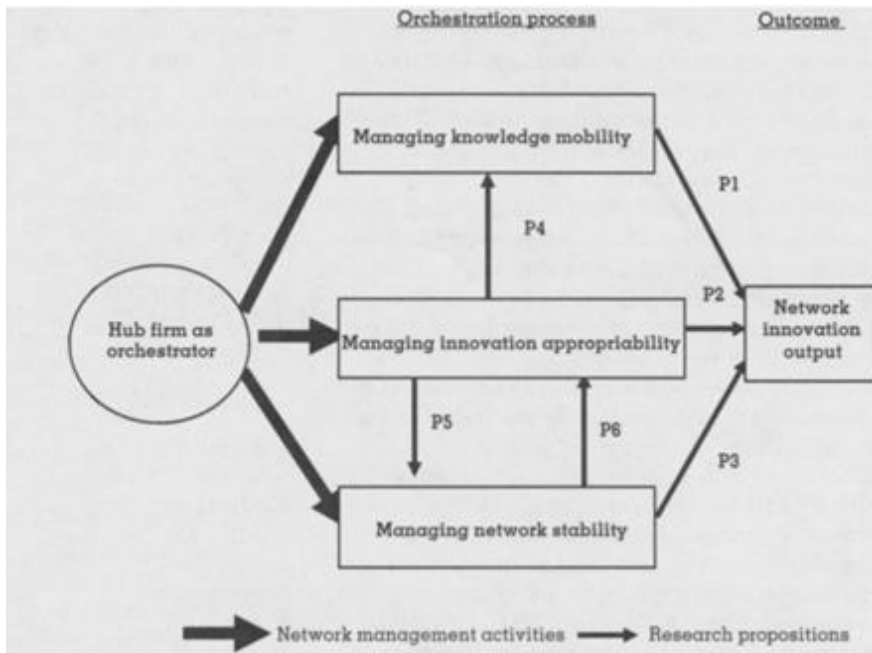 Orchestration process
Outcome
Managing knowledge mobility
P1
P4
P2
Hub firm as
orchestrator
Managing innovation appropriability
Network
innovation
output
P5
P6
P3
Managing network stability
Network management activities
Research propositions